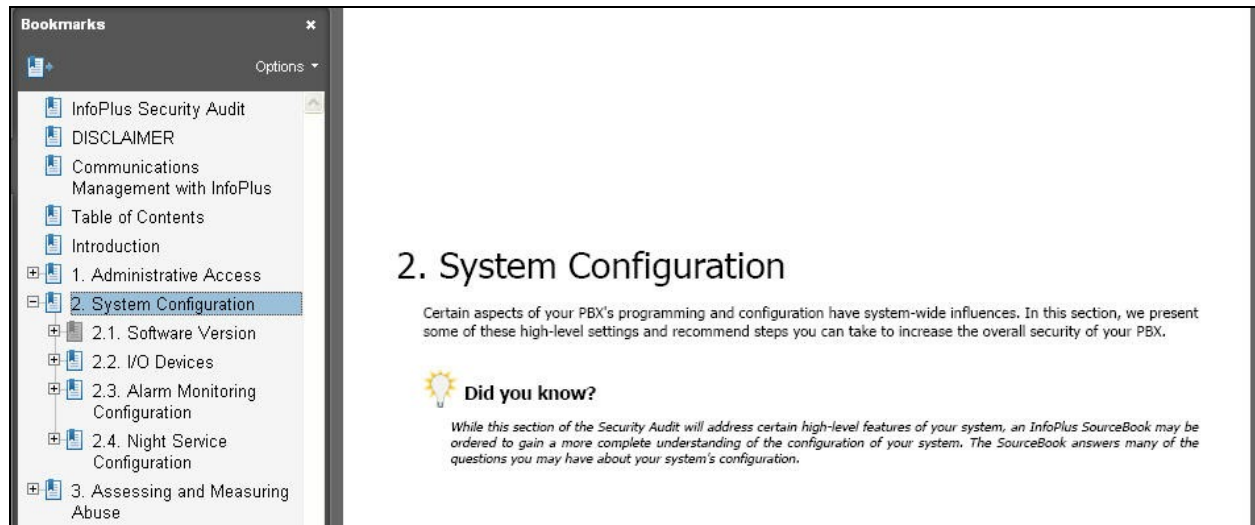 Bookmarks
Options
InfoPlus Security Audit
DISCLAIMER
Communications
Management with InfoPlus
Table of Contents
Introduction
1. Administrative Access
2. System Configuration
2.1. Software Version
2.2. I/O Devices
2.3. Alarm Monitoring
Configuration
2.4. Night Service
Configuration
3. Assessing and Measuring
Abuse
2. System Configuration
Certain aspects of your PBX's programming and configuration have system-wide influences. In this section, we present
some of these high-level settings and recommend steps you can take to increase the overall security of your PBX.
Did you know?
While this section of the Security Audit will address certain high-level features of your system, an InfoPlus SourceBook may be
ordered to gain a more complete understanding of the configuration of your system. The SourceBook answers many of the
questions you may have about your system's configuration.